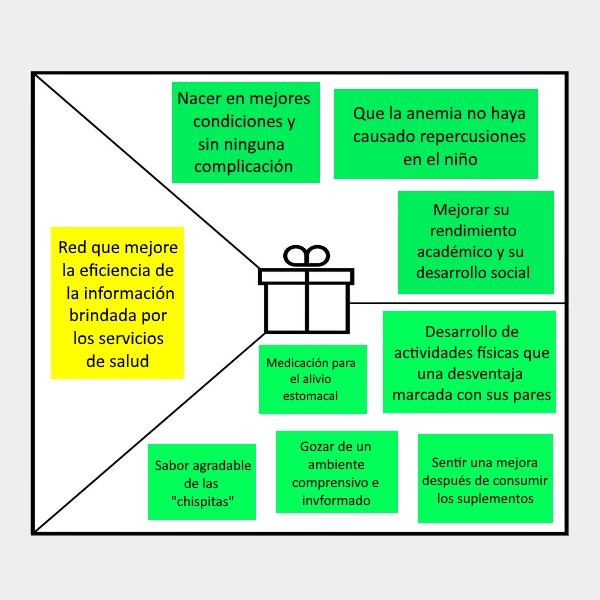 Nacer en mejores
condiciones y
sin ninguna
complicación
Que la anemia no haya
causado repercusiones
en el niño
Mejorar su
rendimiento
académico y su
desarrollo social
Red que mejore
la eficiencia de
la información
brindada por
los servicios
de salud
Desarrollo de
actividades físicas que
una desventaja
marcada con sus pares
Medicación para
el alivio
estomacal
Sabor agradable
de las
"chispitas"
Gozar de un
ambiente
comprensivo e
invformado
Sentir una mejora
después de consumir
los suplementos